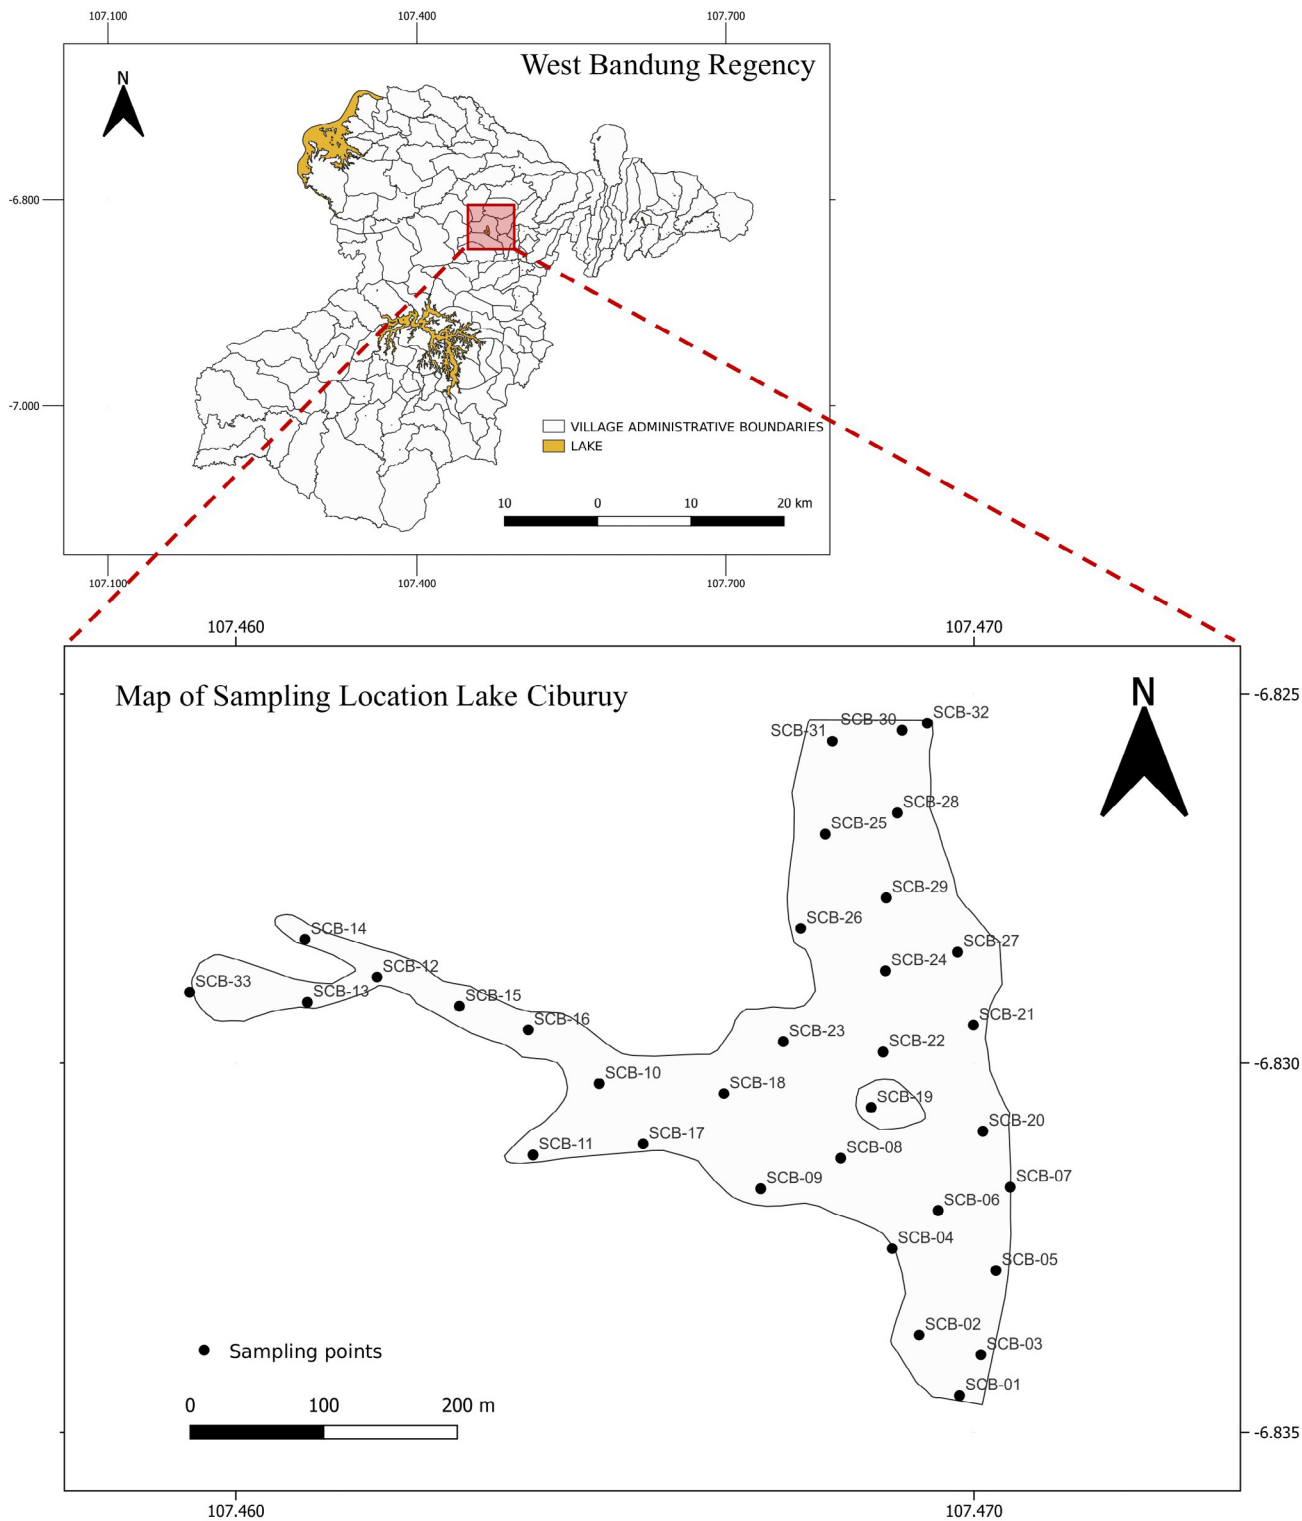 107.100
107.400
107.700
West Bandung Regency
N
-6.800
-7.000
VILLAGE ADMINISTRATIVE BOUNDARIES
LAKE
10 0 10 20 km
107.100
107.400
107.700
107.460
107.470
Map of Sampling Location Lake Ciburuy
N
-6.825
SCB-32
SCB-30
SCB-31
SCB-28
SCB-25
SCB-29
SCB-26
SCB-14
SCB-27
SCB-24
SCB-12
SCB-33
SCB-13
SCB-15
SCB-21
SCB-16
SCB-23
SCB-22
-6.830
SCB-10
SCB-18
SCB-19
SCB-20
SCB-17
SCB-11
SCB-08
SCB-09
SCB-07
SCB-06
SCB-04
SCB-05
SCB-02
SCB-03
SCB-01
Sampling points
0 100 200 m
-6.835
107.460
107.470